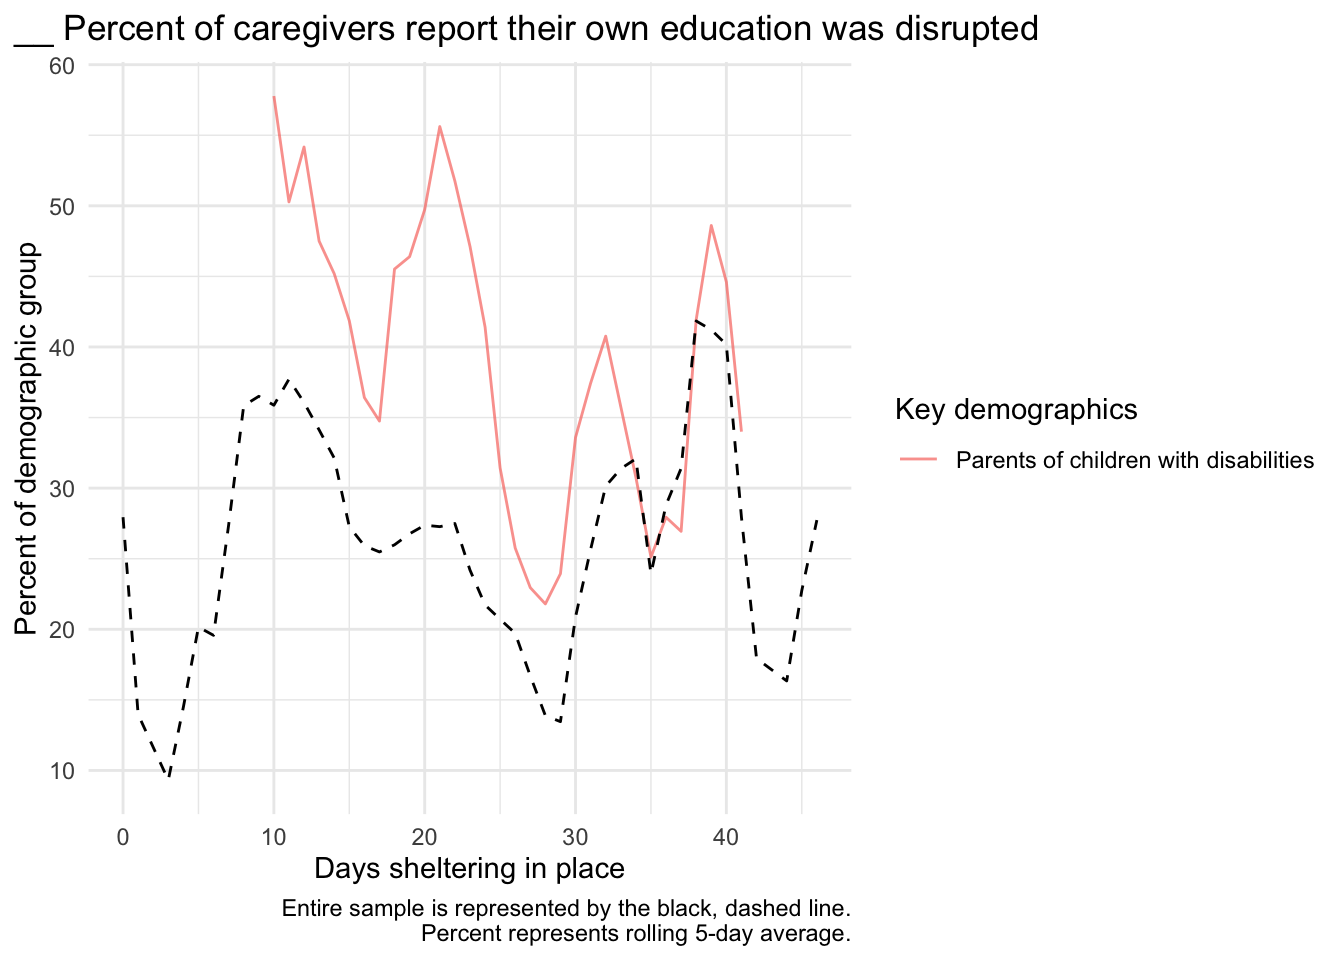 __ Percent of caregivers report their own education was disrupted
60
50
40
30
20
10
Percent of demographic group
0 10 20 30 40
Days sheltering in place
Key demographics
Parents of children with disabilities
Entire sample is represented by the black, dashed line.
Percent represents rolling 5-day average.